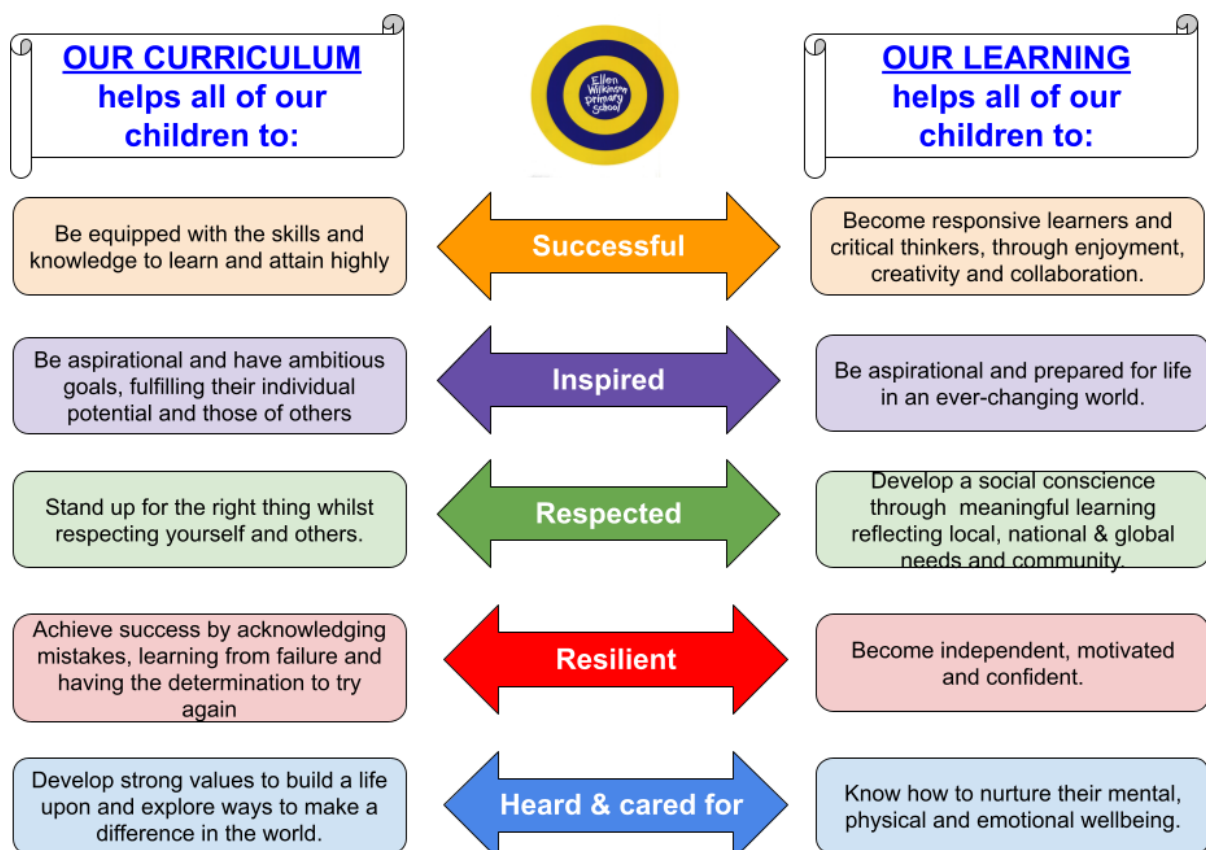 OUR CURRICULUM
helps all of our
children to:
Ellen
Wilkinson
Primary
School
OUR LEARNING
helps all of our
children to:
Be equipped with the skills and
knowledge to learn and attain highly
Successful
Become responsive learners and
critical thinkers, through enjoyment,
creativity and collaboration.
Be aspirational and have ambitious
goals, fulfilling their individual
potential and those of others
Inspired
Be aspirational and prepared for life
in an ever-changing world.
Stand up for the right thing whilst
respecting yourself and others.
Respected
Develop a social conscience
through  meaningful learning
reflecting local, national & global
needs and community.
Achieve success by acknowledging
mistakes, learning from failure and
having the determination to try
again
Resilient
Become independent, motivated
and confident.
Develop strong values to build a life
upon and explore ways to make a
difference in the world.
Heard & cared for
Know how to nurture their mental,
physical and emotional wellbeing.